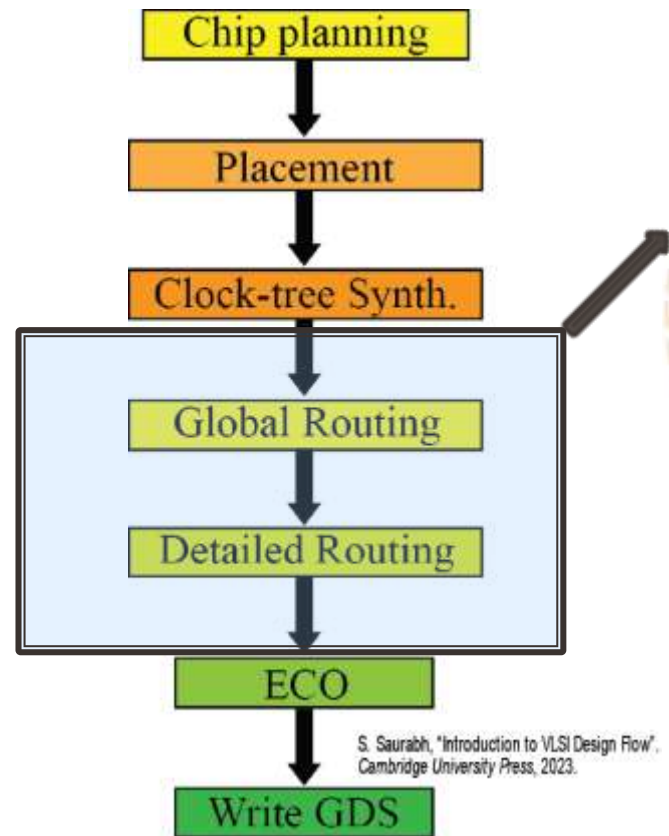 Chip planning
Placement
Clock-tree Synth.
Global Routing
Detailed Routing
ECO
S. Saurabh, "Introduction to VLSI Design Flow".
Cambridge University Press, 2023.
Write GDS